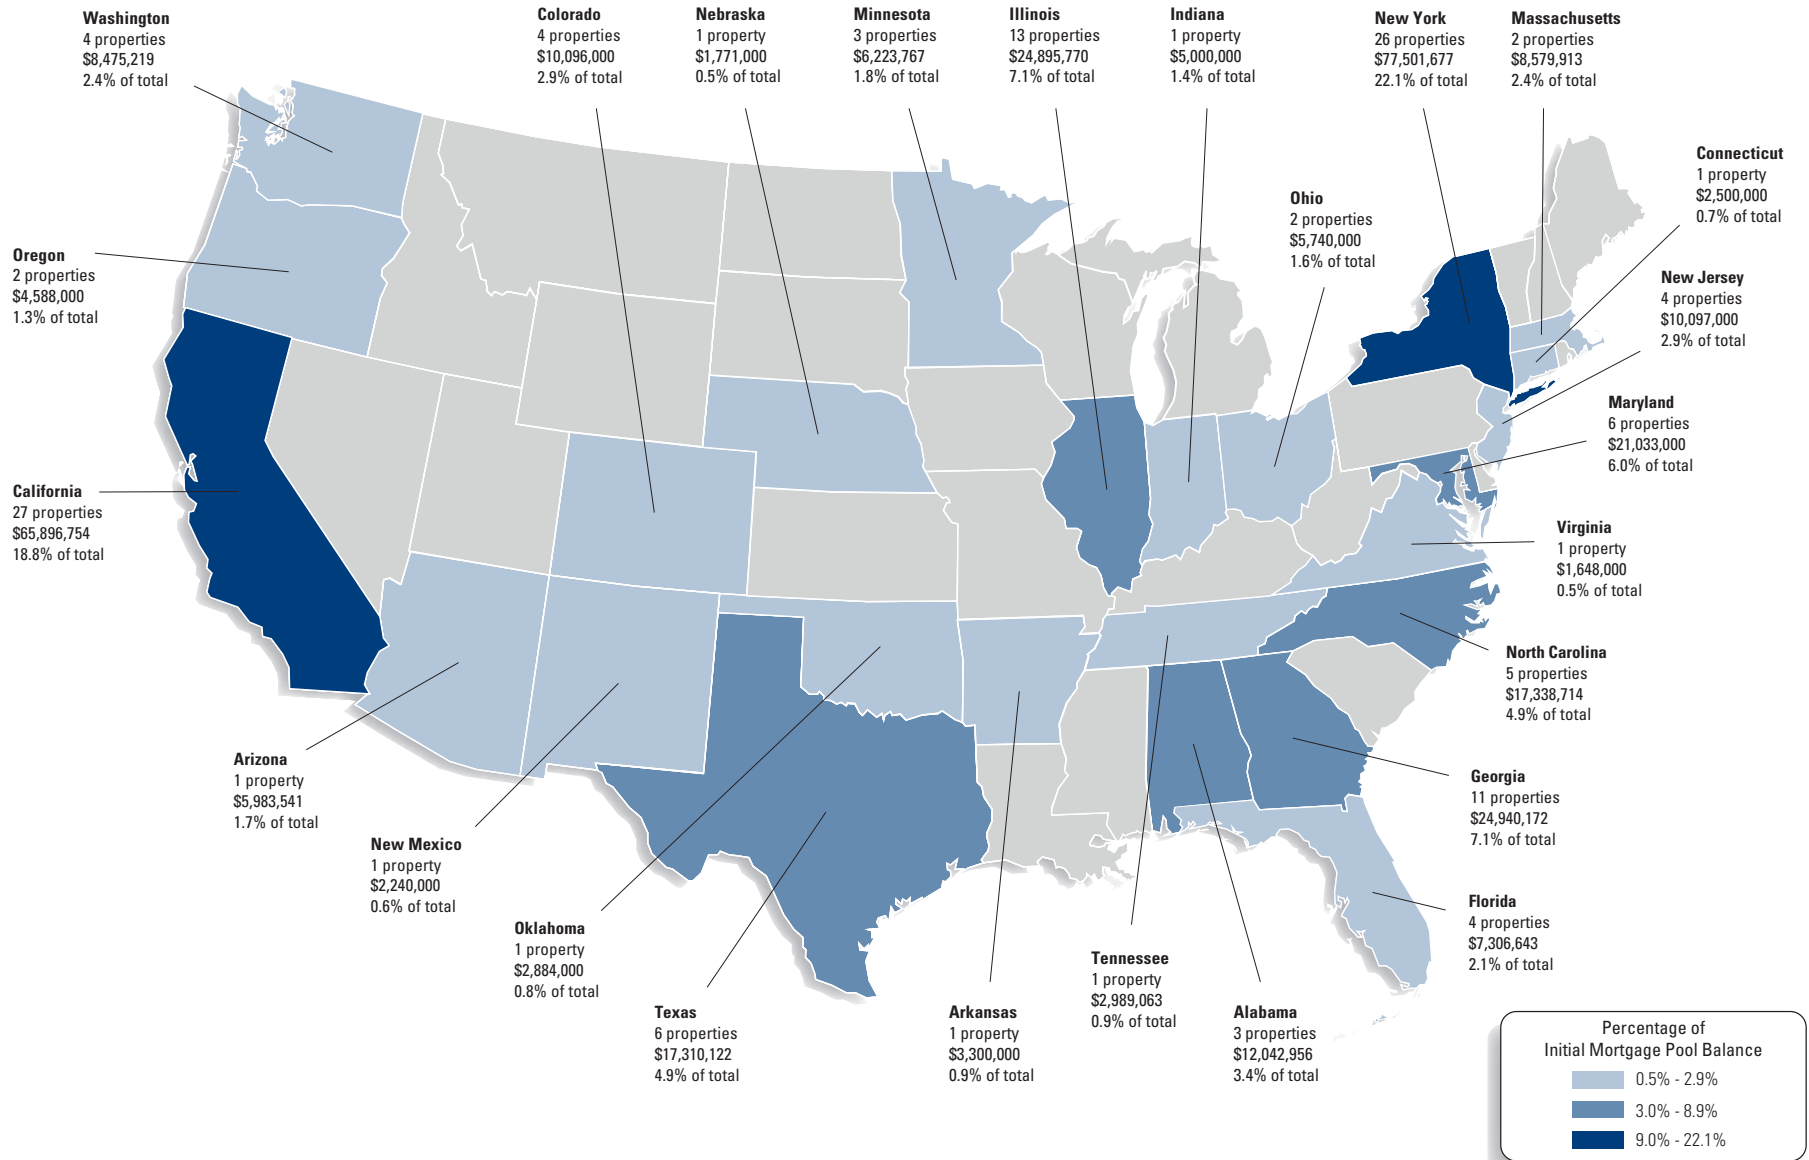 Washington
4 properties
$8,475,219
2.4% of total
Colorado
4 properties
$10,096,000
2.9% of total
Nebraska
1 property
$1,771,000
0.5% of total
Minnesota
3 properties
$6,223,767
1.8% of total
Illinois
13 properties
$24,895,770
7.1% of total
Indiana
1 property
$5,000,000
1.4% of total
New York
26 properties
$77,501,677
22.1% of total
Massachusetts
2 properties
$8,579,913
2.4% of total
Connecticut
1 property
$2,500,000
0.7% of total
Ohio
2 properties
$5,740,000
1.6% of total
Oregon
2 properties
$4,588,000
1.3% of total
New Jersey
4 properties
$10,097,000
2.9% of total
Maryland
6 properties
$21,033,000
6.0% of total
California
27 properties
$65,896,754
18.8% of total
Virginia
1 property
$1,648,000
0.5% of total
North Carolina
5 properties
$17,338,714
4.9% of total
Arizona
1 property
$5,983,541
1.7% of total
Georgia
11 properties
$24,940,172
7.1% of total
New Mexico
1 property
$2,240,000
0.6% of total
Florida
4 properties
$7,306,643
2.1% of total
Oklahoma
1 property
$2,884,000
0.8% of total
Tennessee
1 property
$2,989,063
0.9% of total
Texas
6 properties
$17,310,122
4.9% of total
Arkansas
1 property
$3,300,000
0.9% of total
Alabama
3 properties
$12,042,956
3.4% of total
Percentage of
Initial Mortgage Pool Balance
0.5% - 2.9%
3.0% - 8.9%
9.0% - 22.1%